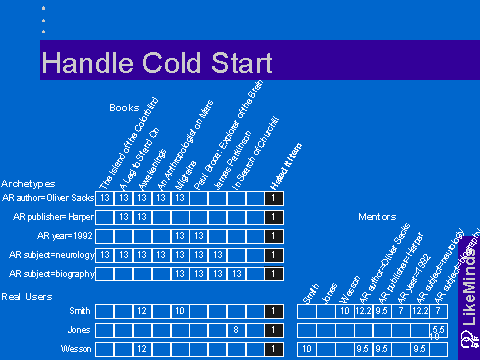 Handle Cold Start
Books
The Island of the Colorblind
A Leg to Stand On
Awakenings
An Anthropologist on Mars
Migraine
Paul Broca: Explorer of the Brain
James Parkinson
In Search of Churchill
Hated It Item
Archetypes
AR author=Oliver Sacks 13 13 13 13 13 1
AR publisher= Harper 13 13 1
AR year=1992 13 13 1
AR subject=neurology 13 13 13 13 13 13 13 1
AR subject=biography 13 13 13 13 1
Mentors
Smith
Jones
Wesson
AR author=Oliver Sacks
AR publisher=Harper
AR year=1992
AR subject=neurology
AR subject=biography
Real Users
Smith 12 10 1 10 12.2 9.5 7 12.2 7
Jones 8 1 5.5
Wesson 12 1 10 9.5 9.5 9.5
LikeMinds